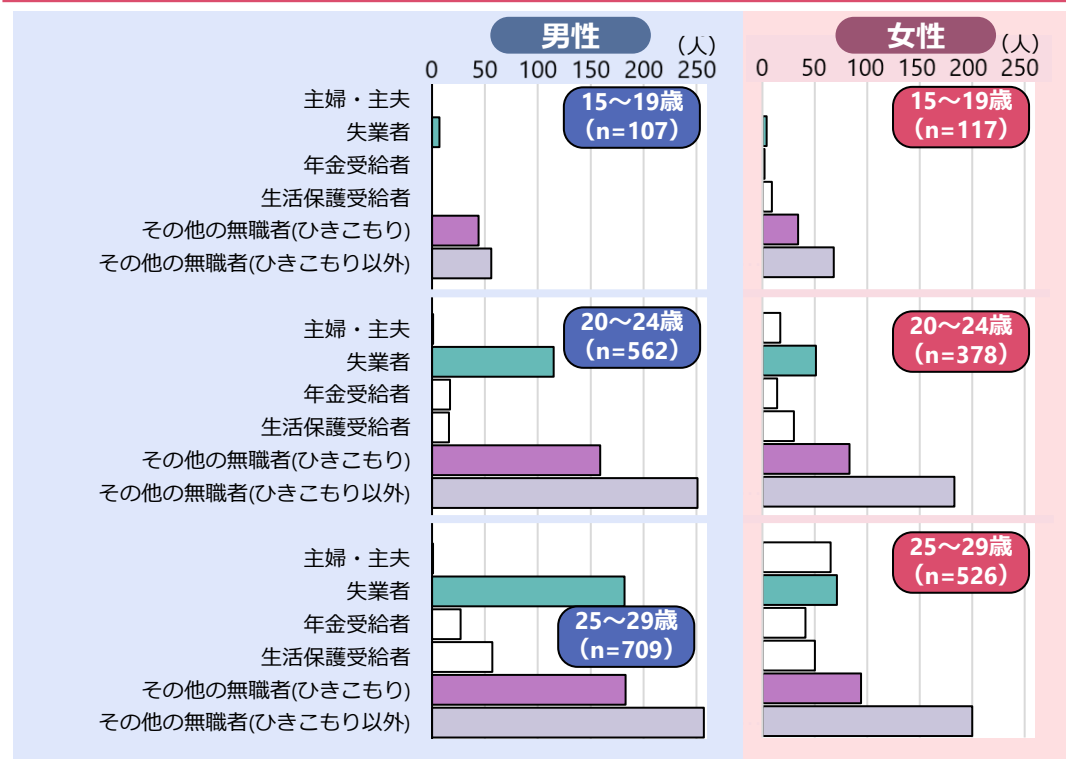 男性
(人)
0 50 100 150 200 250
女性
(人)
0 50 100 150 200 250
主婦・主夫
失業者
年金受給者
生活保護受給者
その他の無職者(ひきこもり)
その他の無職者(ひきこもり以外)
15〜19歳
(n=107)
15〜19歳
(n=117)
主婦・主夫
失業者
年金受給者
生活保護受給者
その他の無職者(ひきこもり)
その他の無職者(ひきこもり以外)
20〜24歳
(n=562)
20〜24歳
(n=378)
主婦・主夫
失業者
年金受給者
生活保護受給者
その他の無職者(ひきこもり)
その他の無職者(ひきこもり以外)
25〜29歳
(n=709)
25〜29歳
(n=526)